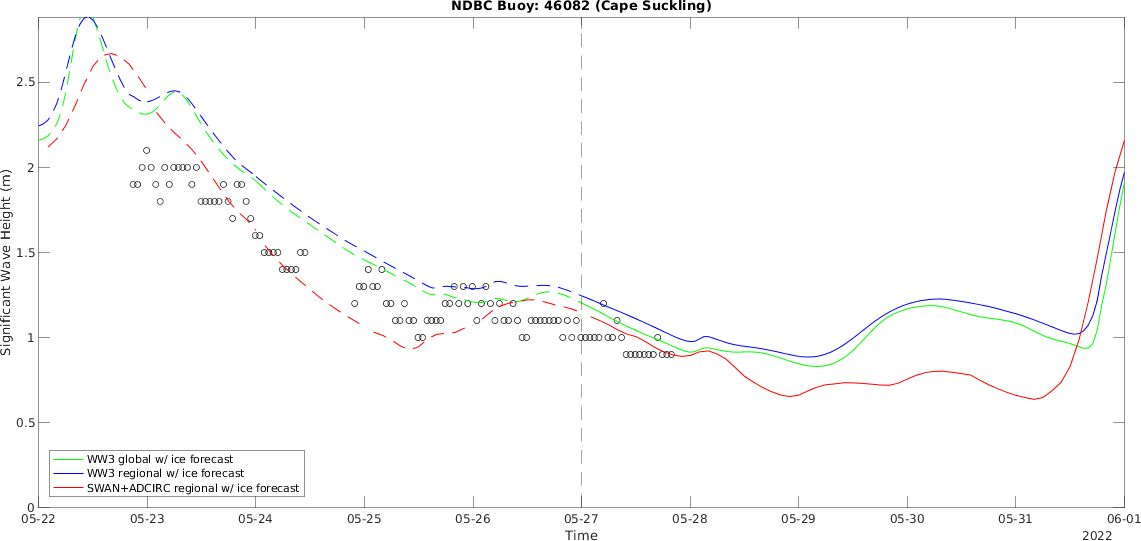 NDBC Buoy: 46082 (Cape Suckling)
Significant Wave Height (m)
2.5
2
1.5
1
0.5
0
WW3 global w/ ice forecast
WW3 regional w/ ice forecast
SWAN+ADCIRC regional w/ ice forecast
05-22 05-23 05-24 05-25 05-26 05-27 05-28 05-29 05-30 05-31 06-01
Time
2022